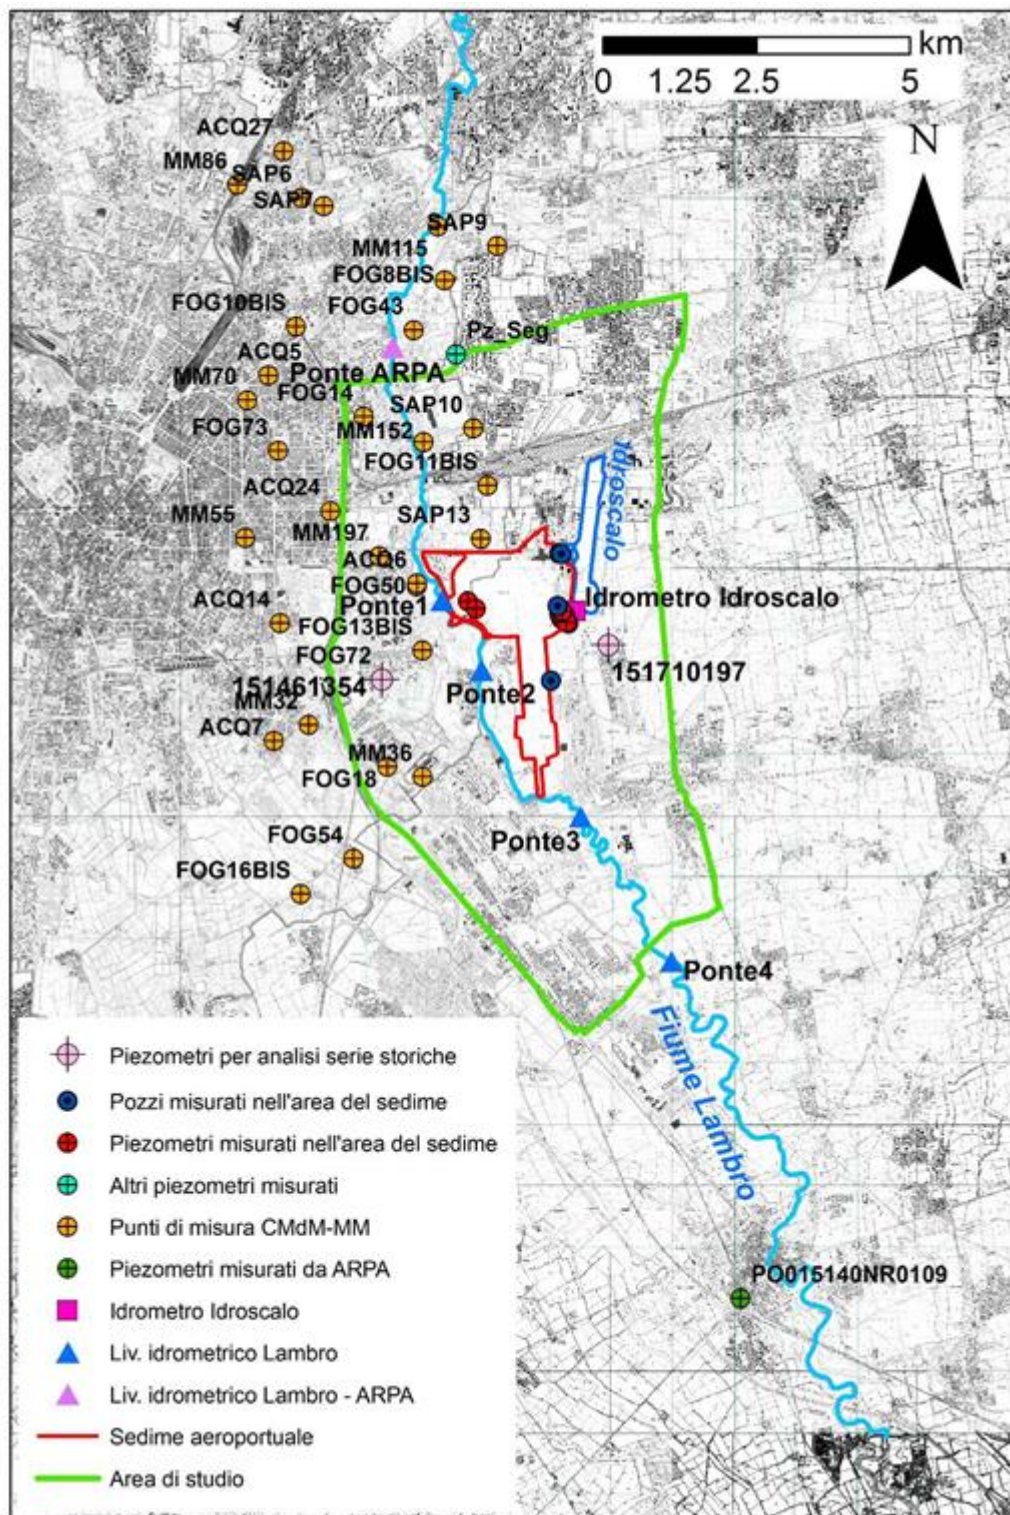 km
0 1.25 2.5 5
N
ACQ27
MM86
SAP6
SAP7
SAP9
MM115
FOG8BIS
FOG10BIS
FOG43
Pz_Seg
ACQ5
Ponte ARPA
MM70
FOG14
SAP10
FOG73
MM152
FOG11BIS
Idroscalo
ACQ24
MM55
MM197
SAP13
ACQ6
FOG50
Ponte1
Idrometro Idroscalo
ACQ14
FOG13BIS
FOG72
151461354
151710197
Ponte2
MM32
ACQ7
MM36
FOG18
Ponte3
FOG54
FOG16BIS
Ponte4
Fiume Lambro
PO015140NR0109
Piezometri per analisi serie storiche
Pozzi misurati nell'area del sedime
Piezometri misurati nell'area del sedime
Altri piezometri misurati
Punti di misura CMdM-MM
Piezometri misurati da ARPA
Idrometro Idroscalo
Liv. idrometrico Lambro
Liv. idrometrico Lambro - ARPA
Sedime aeroportuale
Area di studio